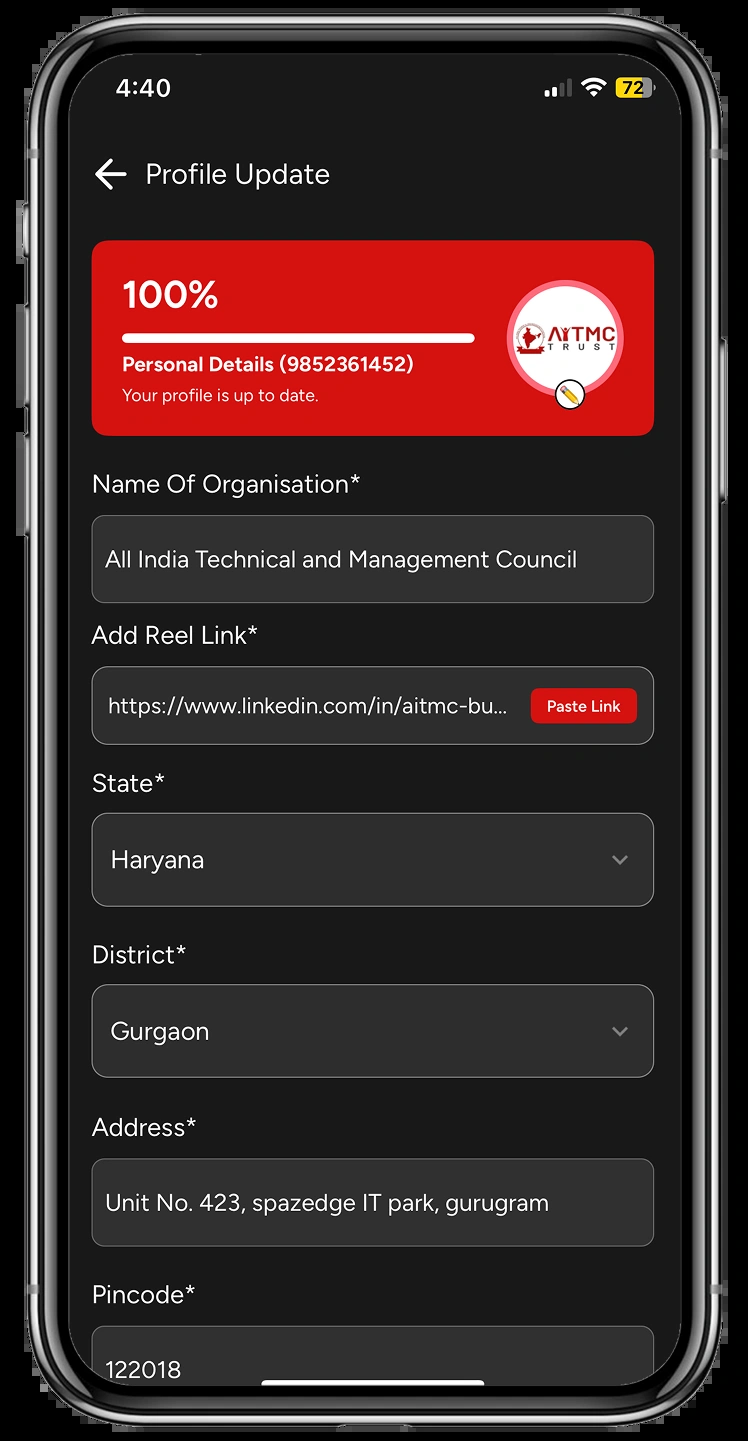 4:40
72
Profile Update
100%
Personal Details (9852361452)
Your profile is up to date.
AITMC
TRUST
Name Of Organisation*
All India Technical and Management Council
Add Reel Link*
https://www.linkedin.com/in/aitmc-bu...
Paste Link
State*
Haryana
District*
Gurgaon
Address*
Unit No. 423, spazedge IT park, gurugram
Pincode*
122018